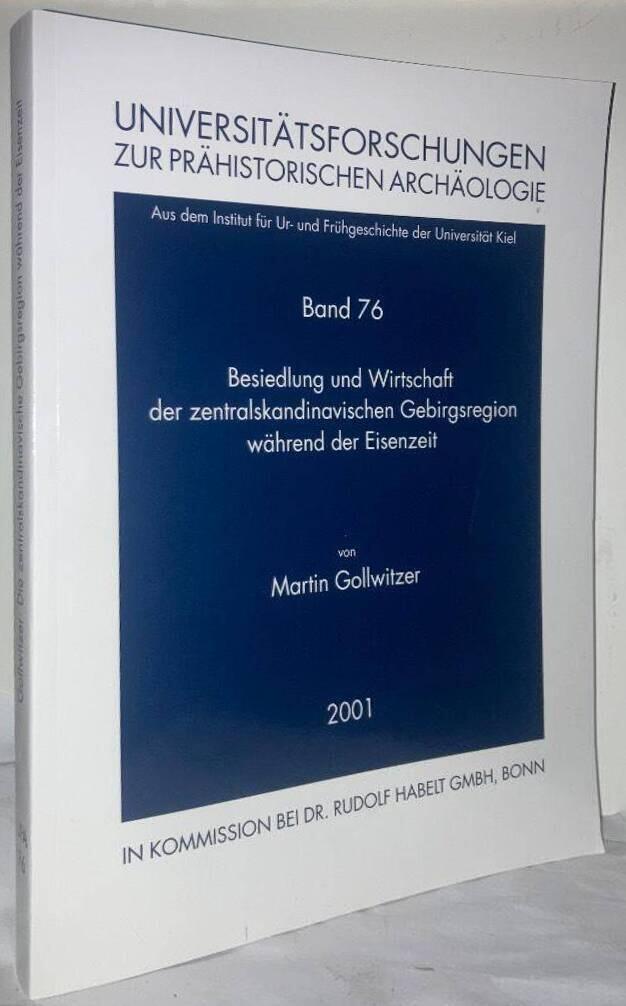 UNIVERSITÄTSFORSCHUNGEN
ZUR PRÄHISTORISCHEN ARCHÄOLOGIE
Aus dem Institut für Ur- und Frühgeschichte der Universität Kiel
Band 76
Besiedlung und Wirtschaft
der zentralskandinavischen Gebirgsregion
während der Eisenzeit
von
Martin Gollwitzer
2001
IN KOMMISSION BEI DR. RUDOLF HABELT GMBH, BONN
Gollwitzer: Die zentralskandinavische Gebirgsregion während der Eisenzeit